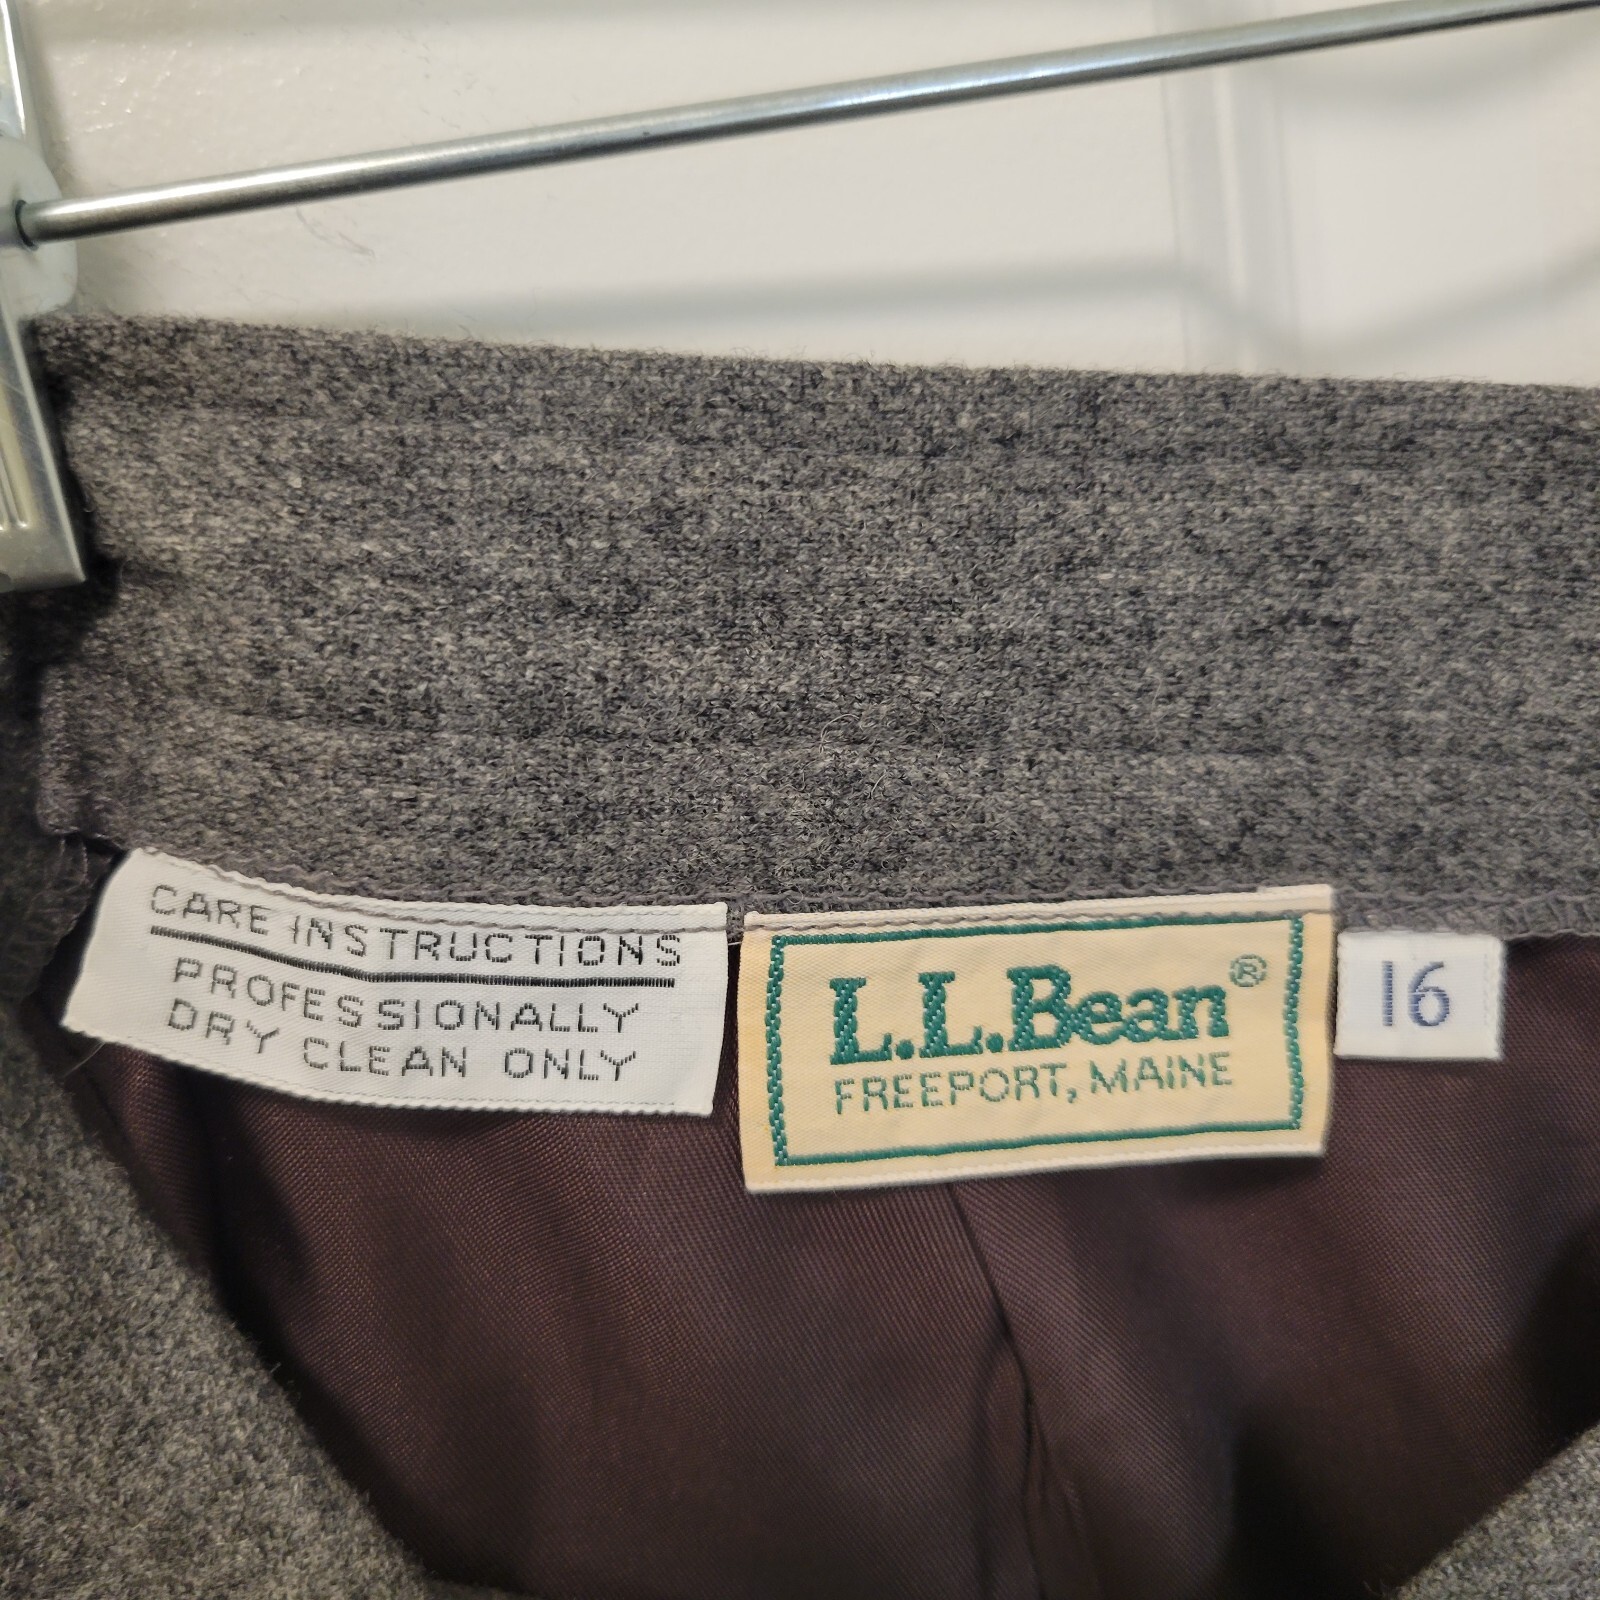 CARE INSTRUCTIONS
PROFESSIONALLY
DRY CLEAN ONLY
L.L.Bean®
FREEPORT, MAINE
16